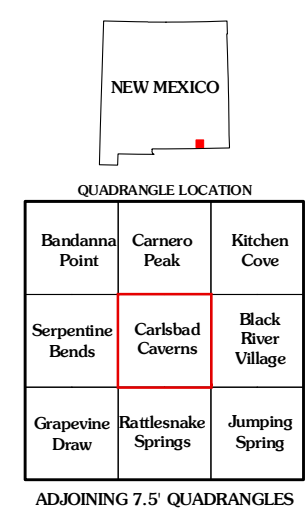 NEW MEXICO
QUADRANGLE LOCATION
Bandanna
Point
Carnero
Peak
Kitchen
Cove
Serpentine
Bends
Carlsbad
Caverns
Black
River
Village
Grapevine
Draw
Rattlesnake
Springs
Jumping
Spring
ADJOINING 7.5' QUADRANGLES